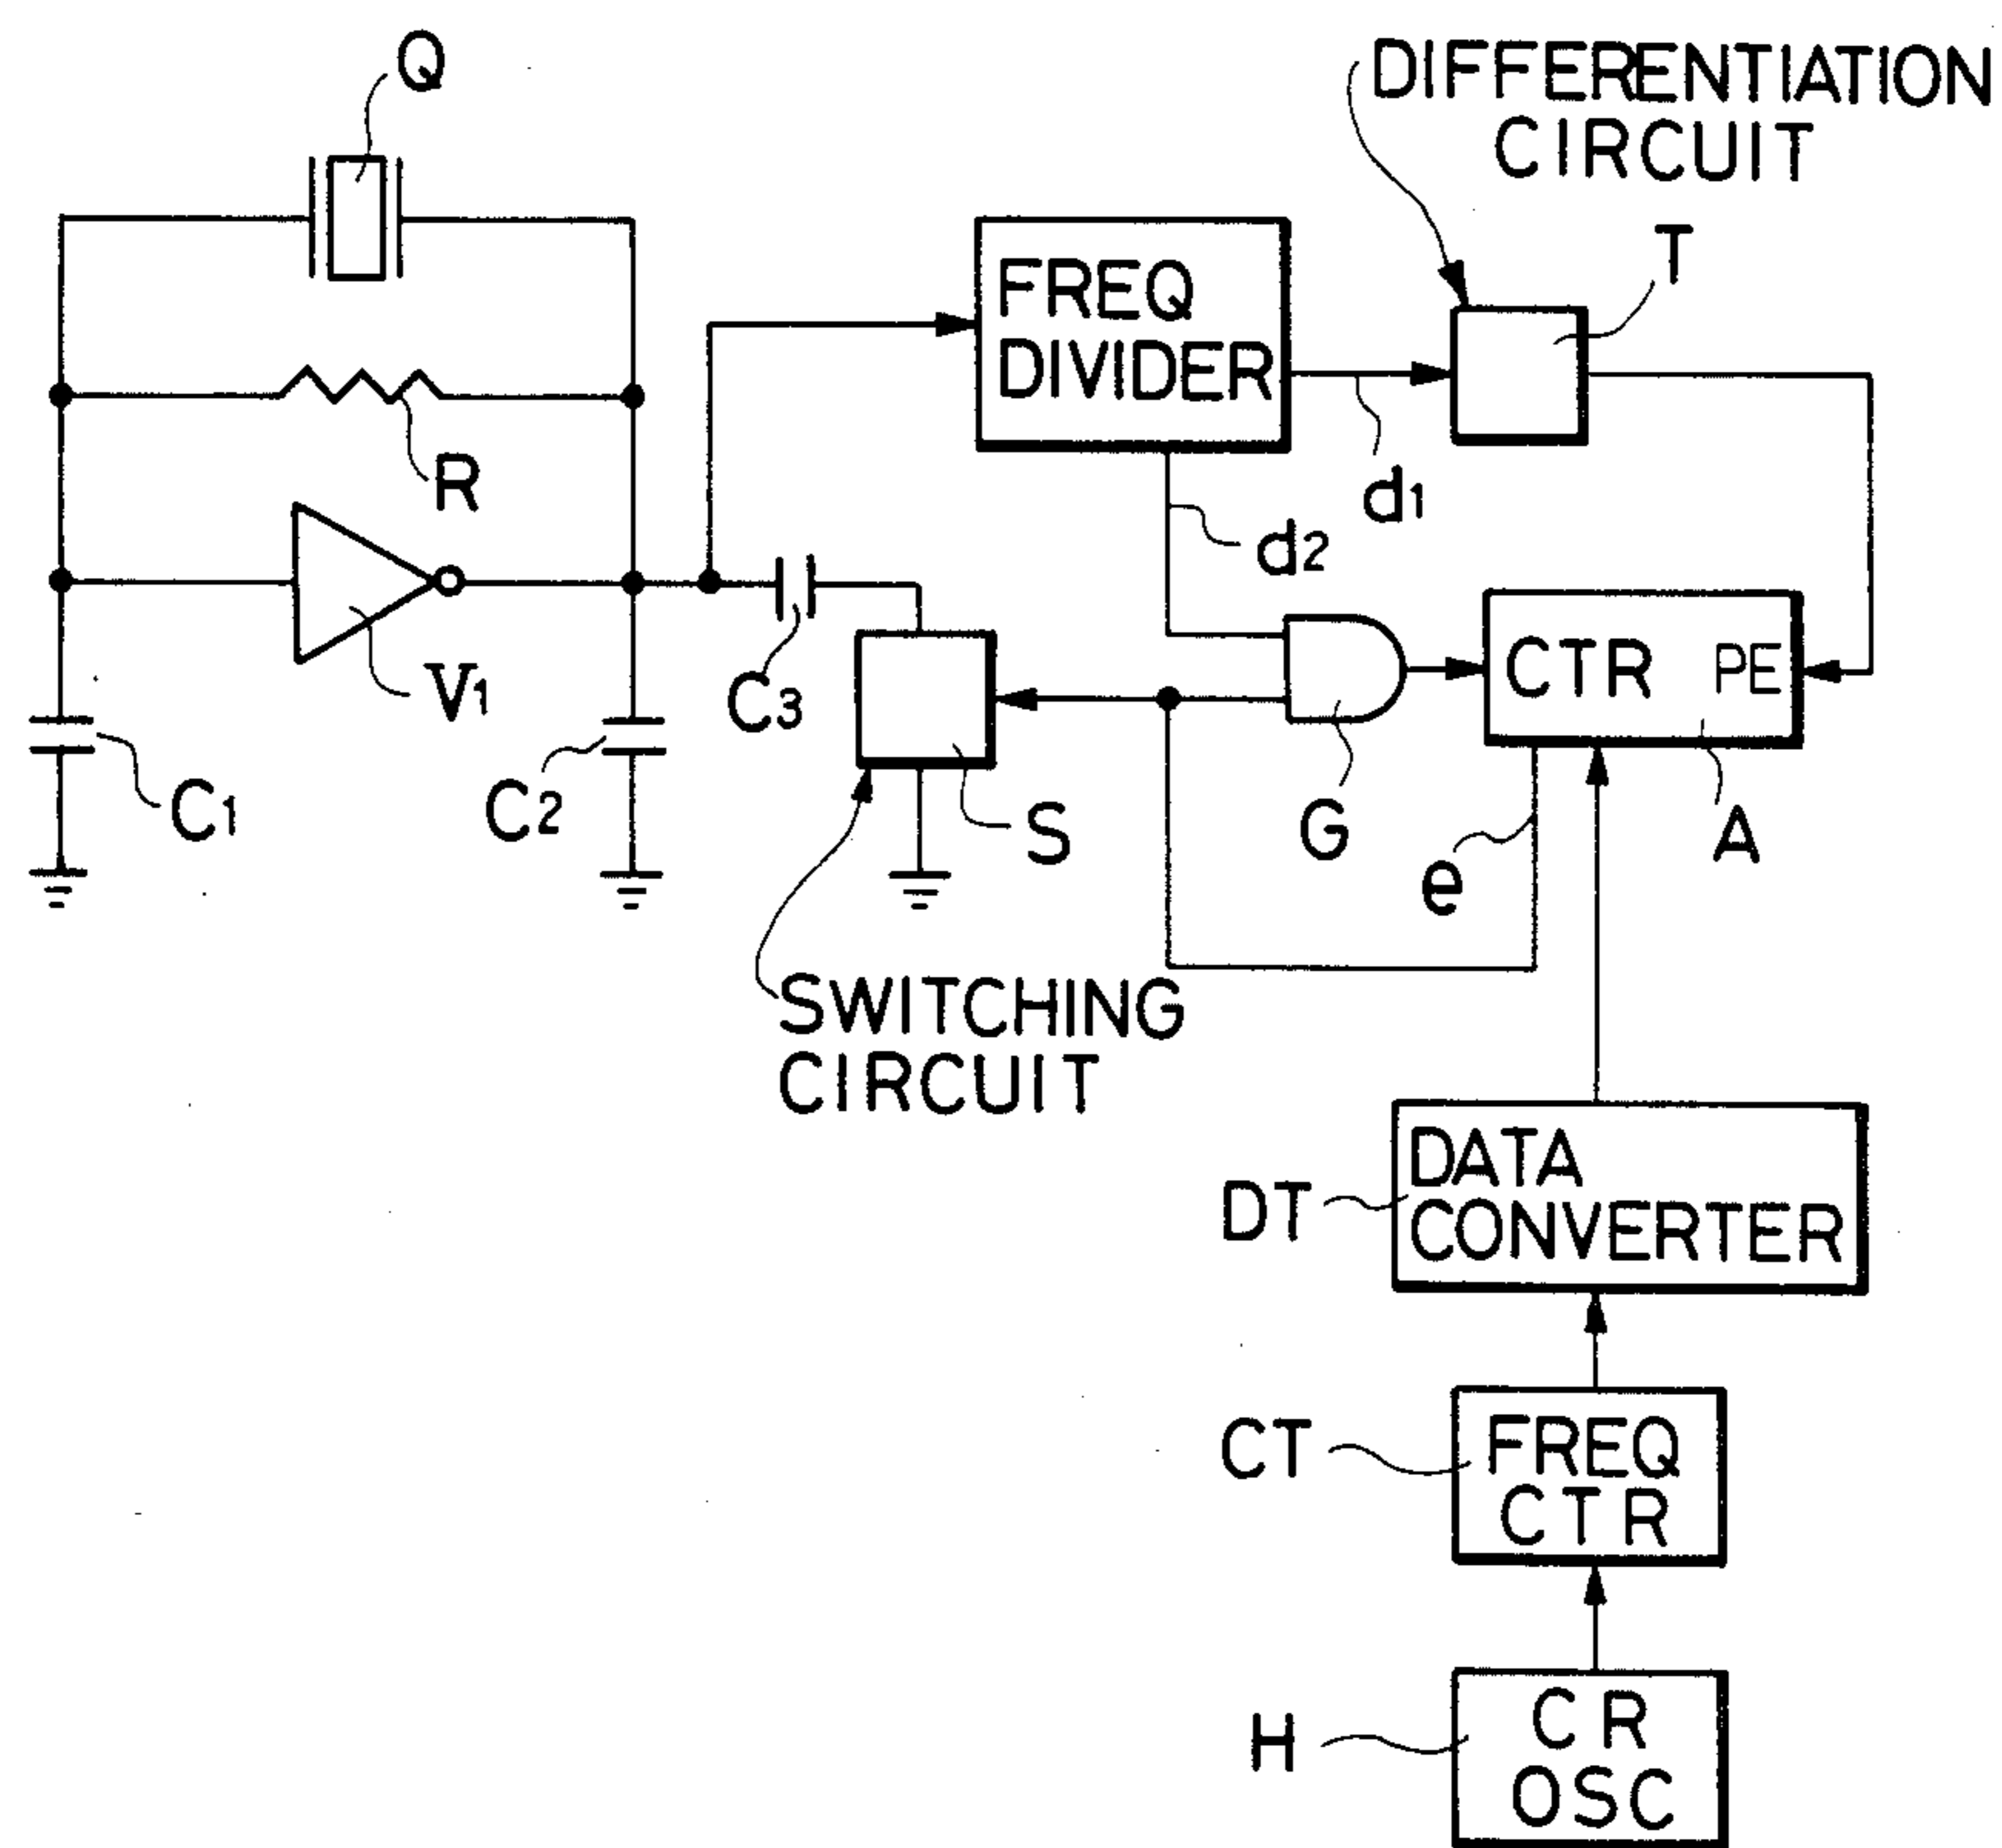 Q
DIFFERENTIATION
CIRCUIT
T
FREQ
DIVIDER
R
d1
d2
V1
C3
CTR PE
C1
C2
S
G
e
A
SWITCHING
CIRCUIT
DT
DATA
CONVERTER
CT
FREQ
CTR
H
CR
OSC